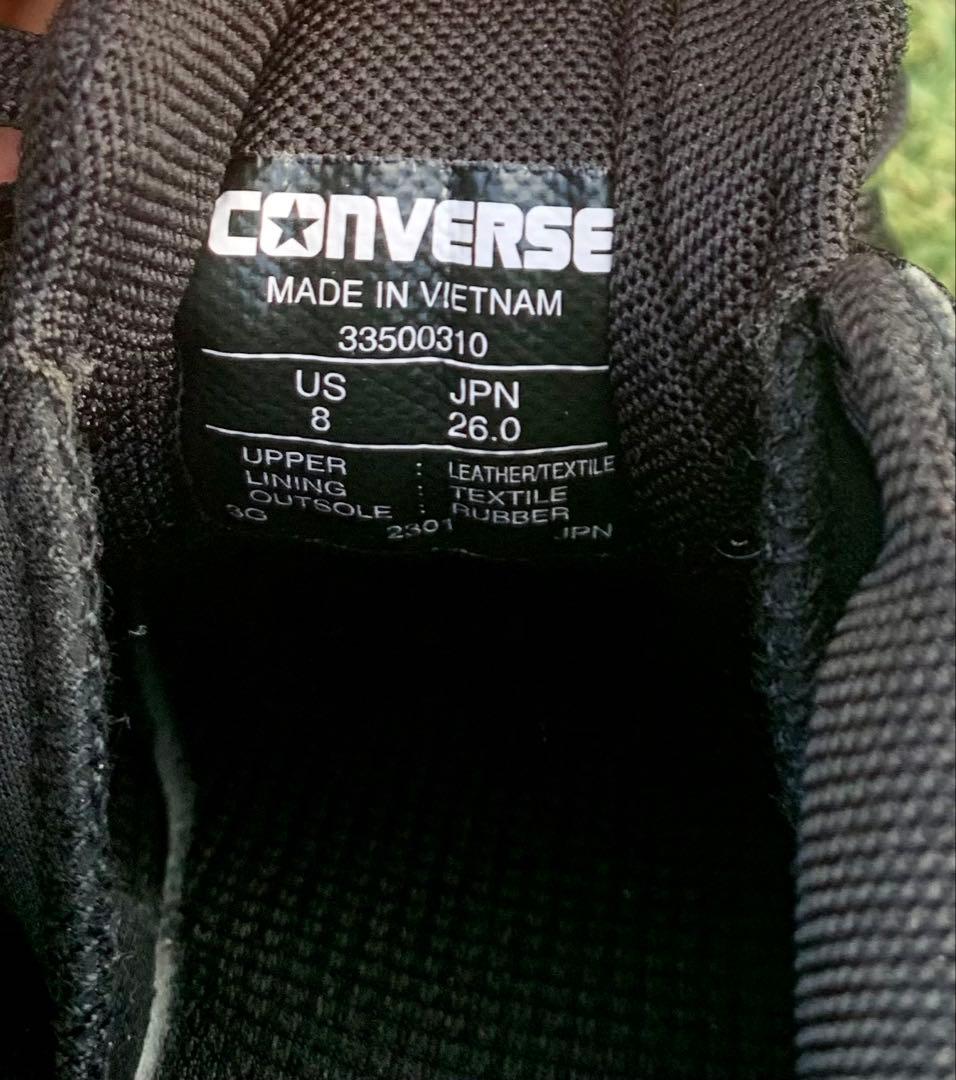 CONVERSE
MADE IN VIETNAM
33500310
US JPN
8 26.0
UPPER : LEATHER/TEXTILE
LINING : TEXTILE
OUTSOLE : RUBBER
3G 2301 JPN